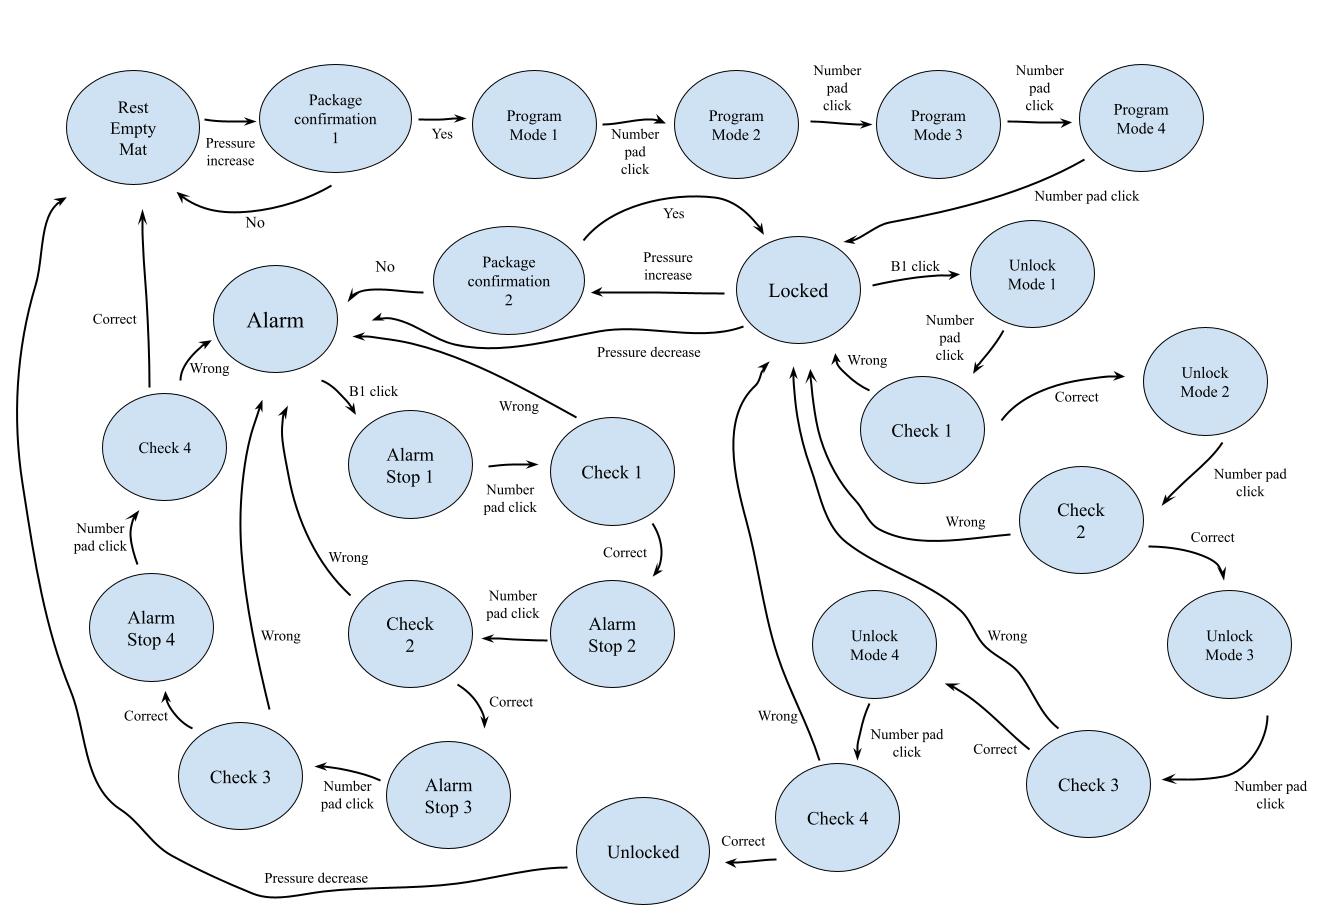 Rest
Empty
Mat
Pressure
increase
Package
confirmation
1
Yes
No
Program
Mode 1
Number
pad
click
Program
Mode 2
Number
pad
click
Program
Mode 3
Number
pad
click
Program
Mode 4
Number pad click
Locked
Pressure
increase
Package
confirmation
2
Yes
No
Pressure decrease
B1 click
Unlock
Mode 1
Number
pad
click
Check 1
Wrong
Correct
Unlock
Mode 2
Number pad
click
Check
2
Wrong
Correct
Unlock
Mode 3
Number pad
click
Check 3
Wrong
Correct
Unlock
Mode 4
Number pad
click
Check 4
Wrong
Correct
Unlocked
Pressure decrease
Alarm
B1 click
Alarm
Stop 1
Number
pad click
Check 1
Wrong
Correct
Alarm
Stop 2
Number
pad click
Check
2
Wrong
Correct
Alarm
Stop 3
Number
pad click
Check 3
Wrong
Correct
Alarm
Stop 4
Number
pad click
Check 4
Wrong
Correct